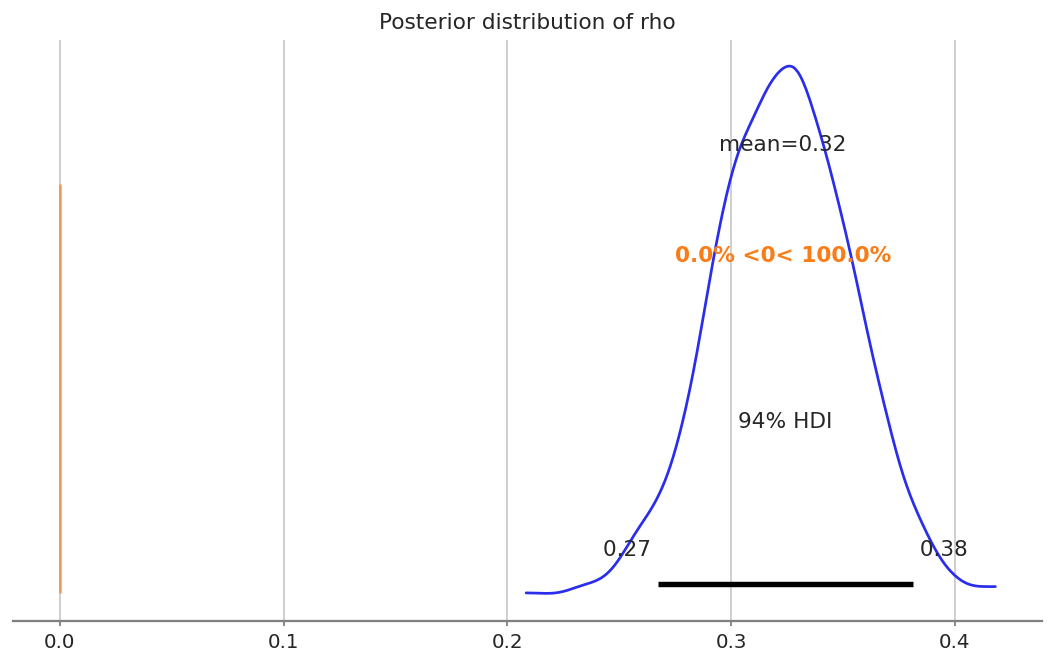 Posterior distribution of rho
mean=0.32
0.0% <0< 100.0%
94% HDI
0.27
0.38
0.0
0.1
0.2
0.3
0.4